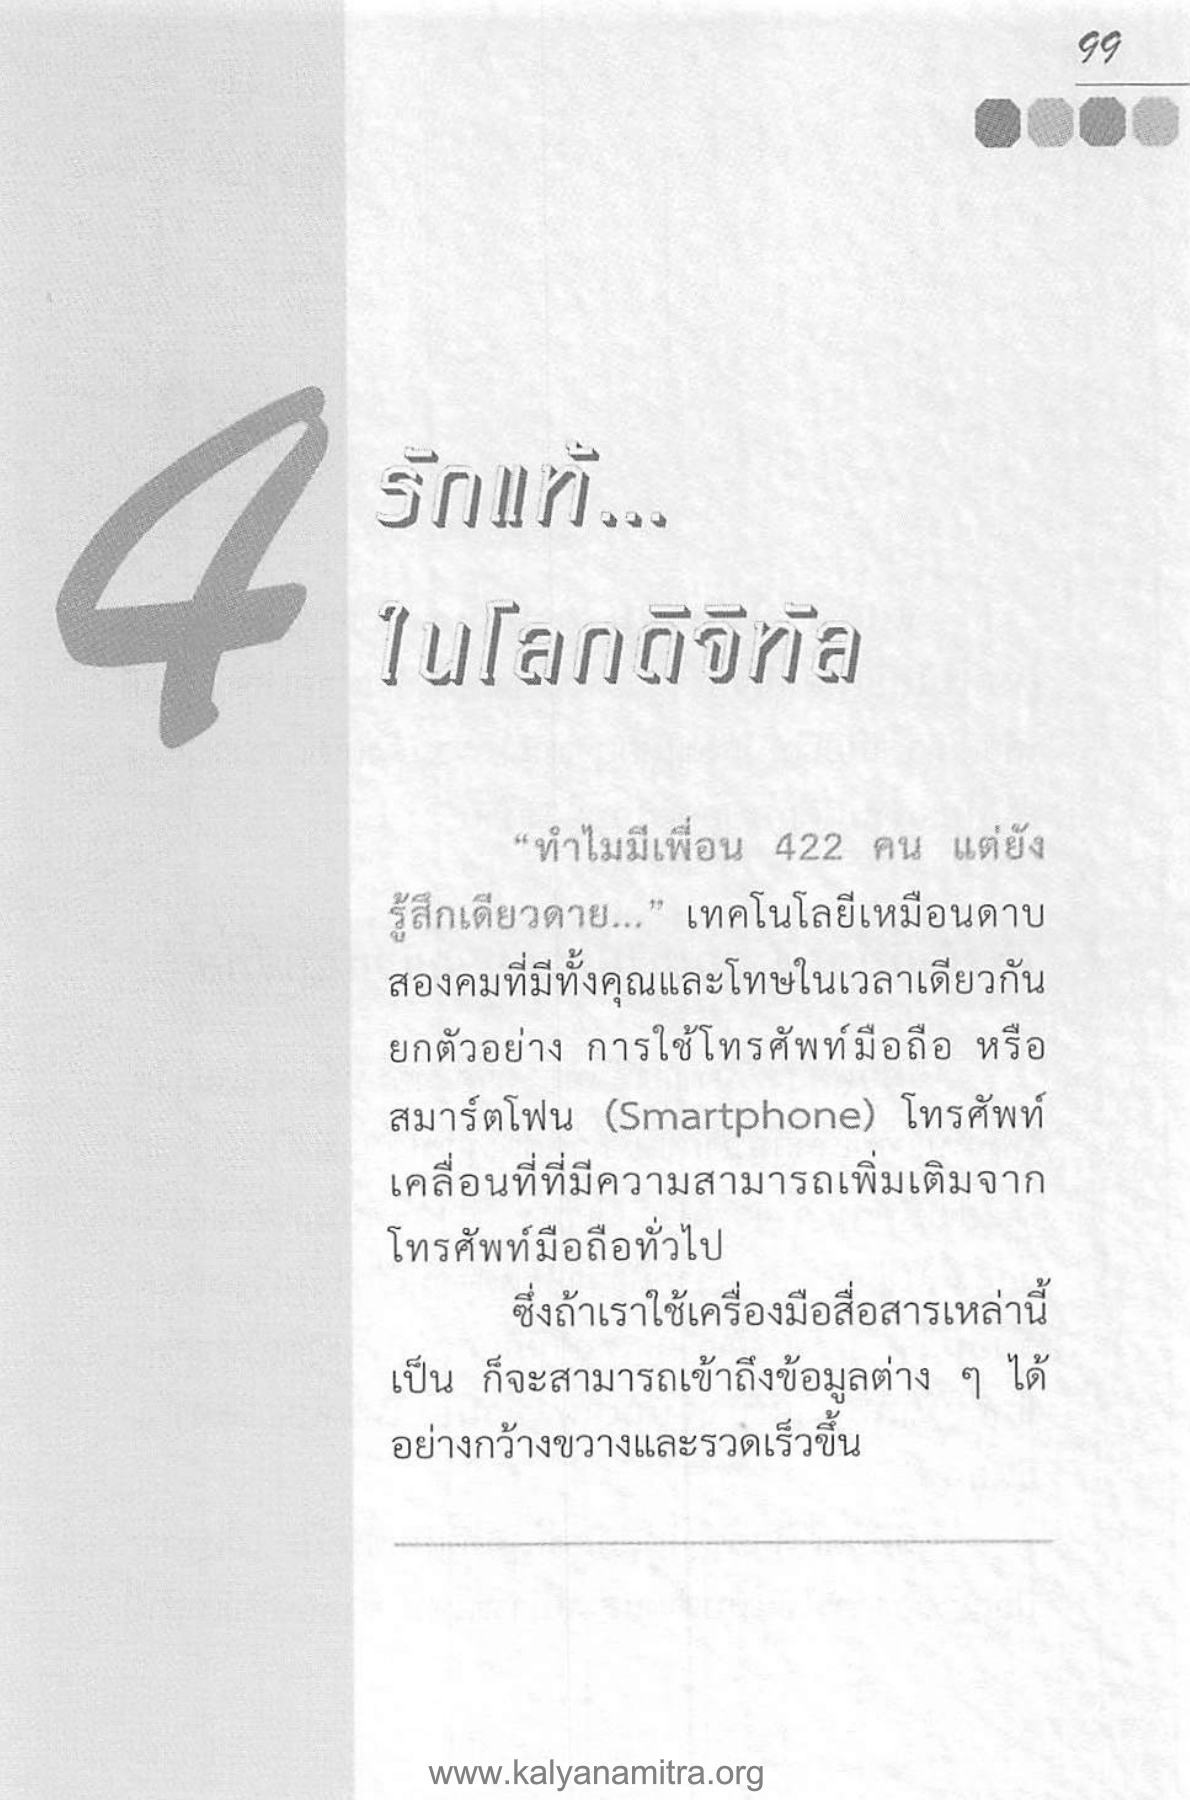 99
4
รักแท้...
ในโลกดิจิทัล
“ทำไมมีเพื่อน 422 คน แต่ยัง
รู้สึกเดียวดาย...” เทคโนโลยีเหมือนดาบ
สองคมที่มีทั้งคุณและโทษในเวลาเดียวกัน
ยกตัวอย่าง การใช้โทรศัพท์มือถือ หรือ
สมาร์ตโฟน (Smartphone) โทรศัพท์
เคลื่อนที่ที่มีความสามารถเพิ่มเติมจาก
โทรศัพท์มือถือทั่วไป
ซึ่งถ้าเราใช้เครื่องมือสื่อสารเหล่านี้
เป็น ก็จะสามารถเข้าถึงข้อมูลต่าง ๆ ได้
อย่างกว้างขวางและรวดเร็วขึ้น
www.kalyanamitra.org